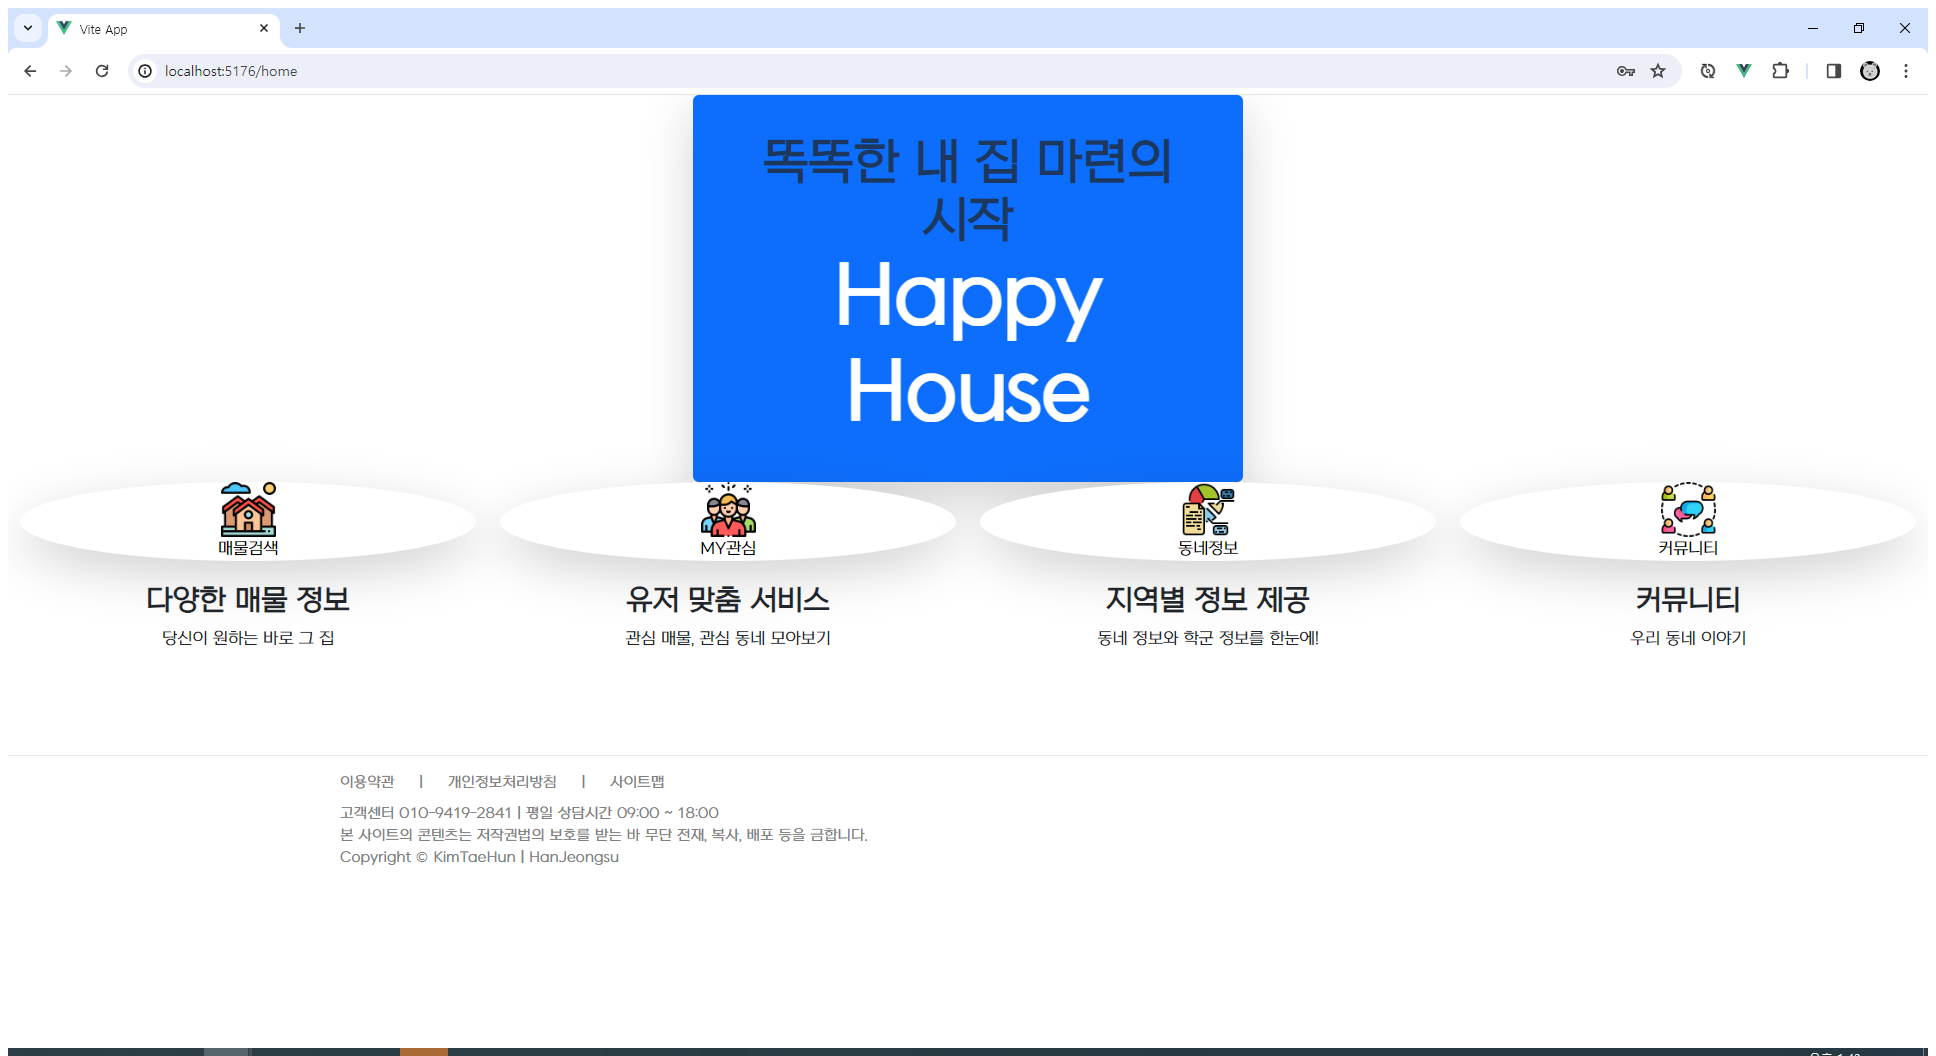 Vite App
localhost:5176/home
똑똑한 내 집 마련의
시작
Happy
House
매물검색
MY관심
동네정보
커뮤니티
다양한 매물 정보
유저 맞춤 서비스
지역별 정보 제공
커뮤니티
당신이 원하는 바로 그 집
관심 매물, 관심 동네 모아보기
동네 정보와 학군 정보를 한눈에!
우리 동네 이야기
이용약관 | 개인정보처리방침 | 사이트맵
고객센터 010-9419-2841 | 평일 상담시간 09:00 ~ 18:00
본 사이트의 콘텐츠는 저작권법의 보호를 받는 바 무단 전재, 복사, 배포 등을 금합니다.
Copyright © KimTaeHun | HanJeongsu